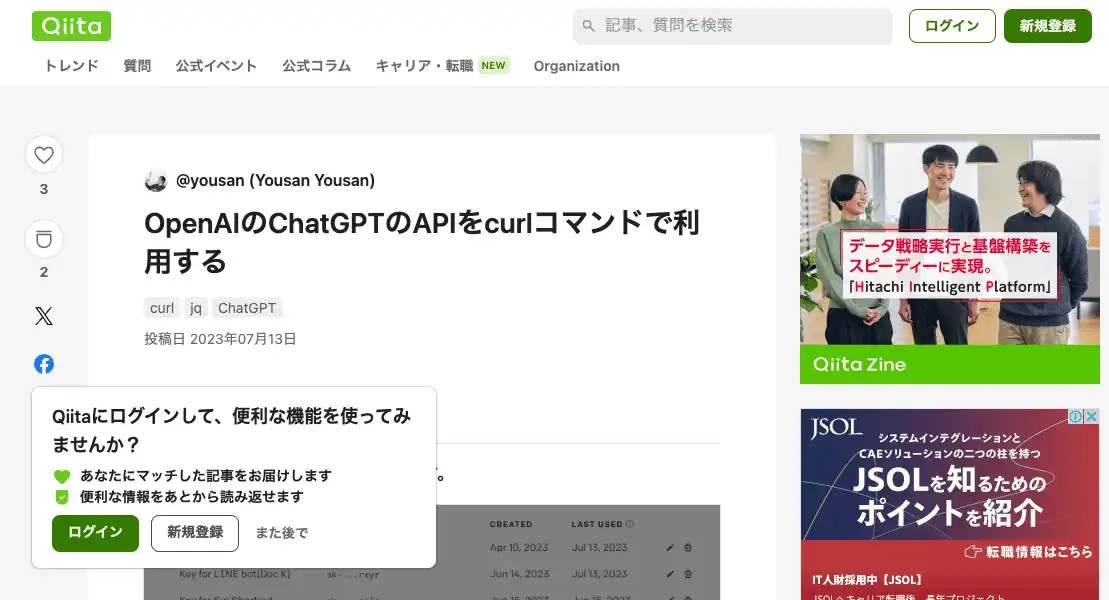 Qiita
記事、質問を検索
ログイン
新規登録
トレンド
質問
公式イベント
公式コラム
キャリア・転職 NEW
Organization
3
2
@yousan (Yousan Yousan)
OpenAIのChatGPTのAPIをcurlコマンドで利
用する
curl
jq
ChatGPT
投稿日 2023年07月13日
Qiitaにログインして、便利な機能を使ってみ
ませんか？
あなたにマッチした記事をお届けします
便利な情報をあとから読み返せます
ログイン
新規登録
また後で
。
CREATED
LAST USED
Apr 10, 2023
Jul 13, 2023
Key for LINE bot(Doc K)
sk-...rxyr
Jun 14, 2023
Jul 13, 2023
データ戦略実行と基盤構築を
スピーディーに実現。
「Hitachi Intelligent Platform」
Qiita Zine
JSOL
システムインテグレーションと
CAEソリューションの二つの柱を持つ
JSOLを知るための
ポイントを紹介
転職情報はこちら
IT人財採用中【JSOL】